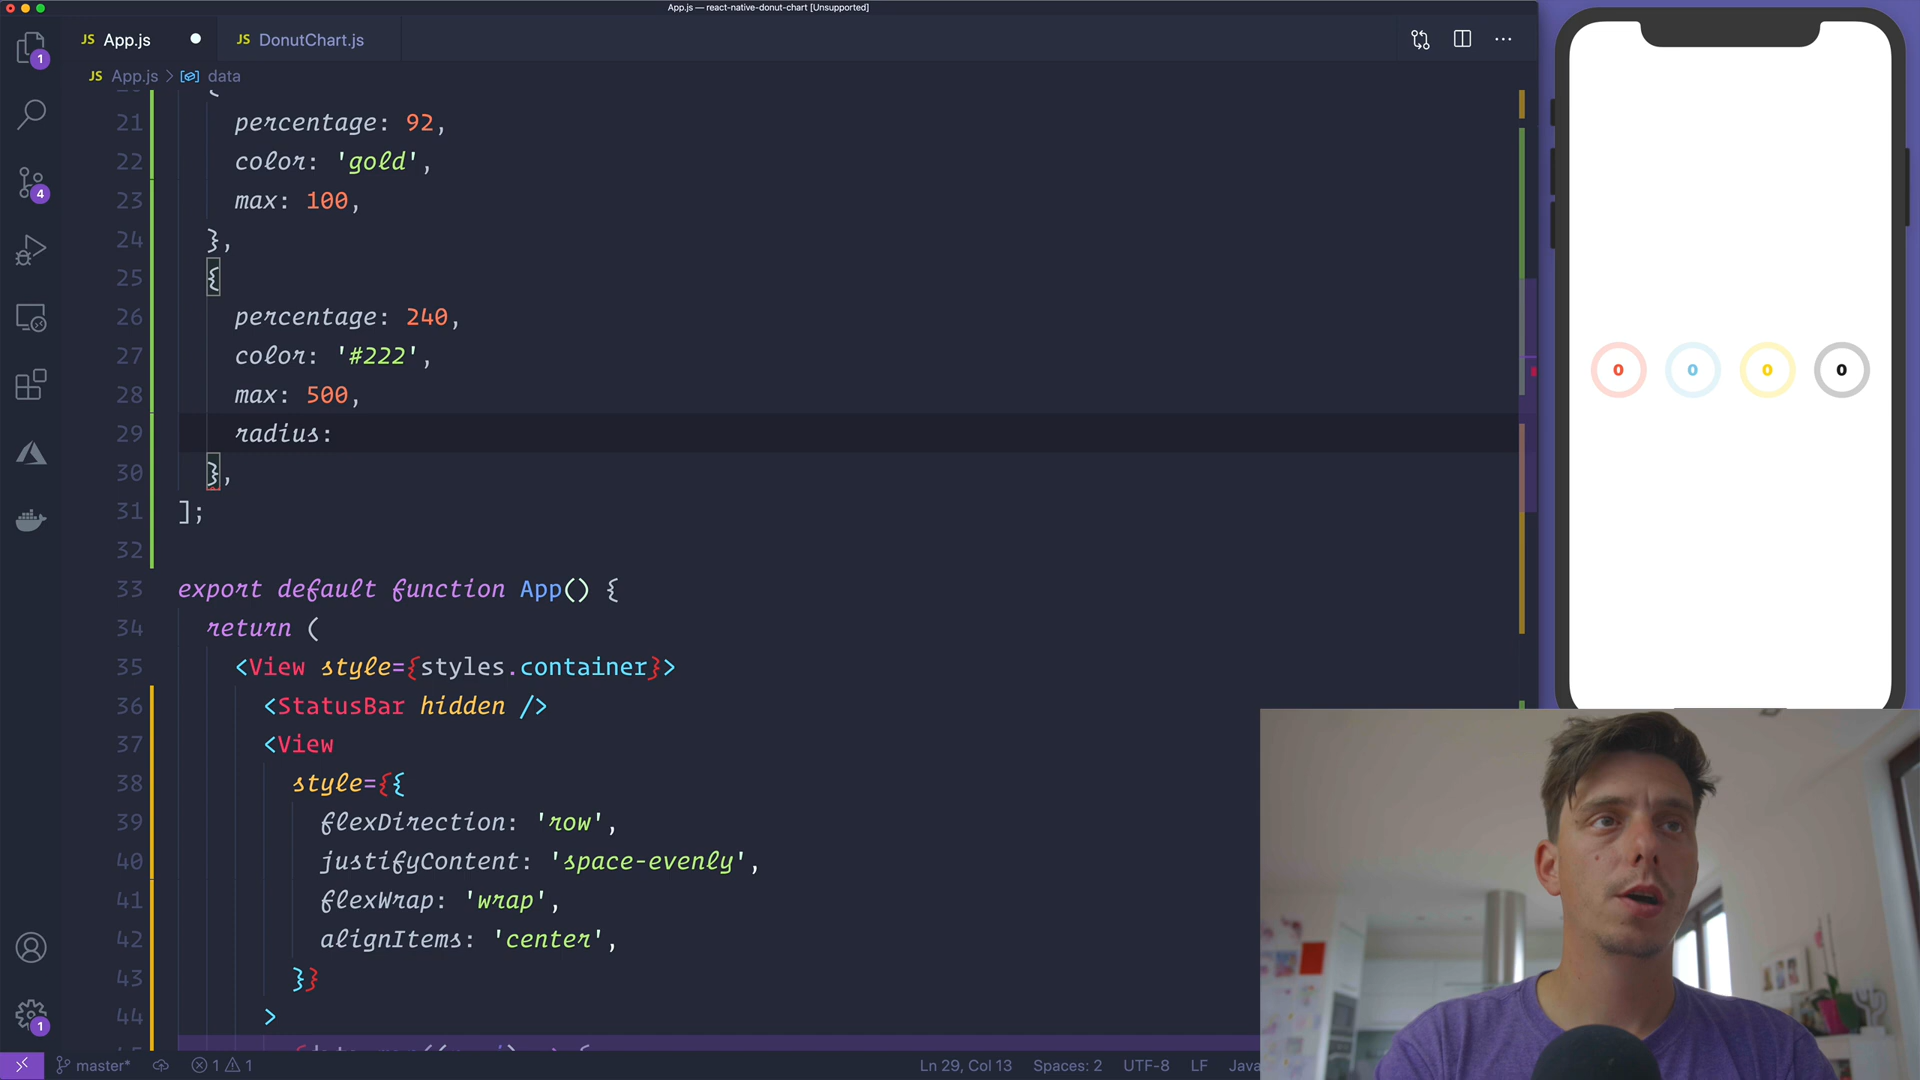 App.js — react-native-donut-chart [Unsupported]
JS App.js
JS DonutChart.js
JS App.js > data
{
21 percentage: 92,
22 color: 'gold',
23 max: 100,
24 },
25 {
26 percentage: 240,
27 color: '#222',
28 max: 500,
29 radius:
30 },
31 ];
32
33 export default function App() {
34 return (
35 <View style={styles.container}>
36 <StatusBar hidden />
37 <View
38 style={{
39 flexDirection: 'row',
40 justifyContent: 'space-evenly',
41 flexWrap: 'wrap',
42 alignItems: 'center',
43 }}
44 >
1
4
1
0 0 0 0
master* 1 1 Ln 29, Col 13 Spaces: 2 UTF-8 LF Java